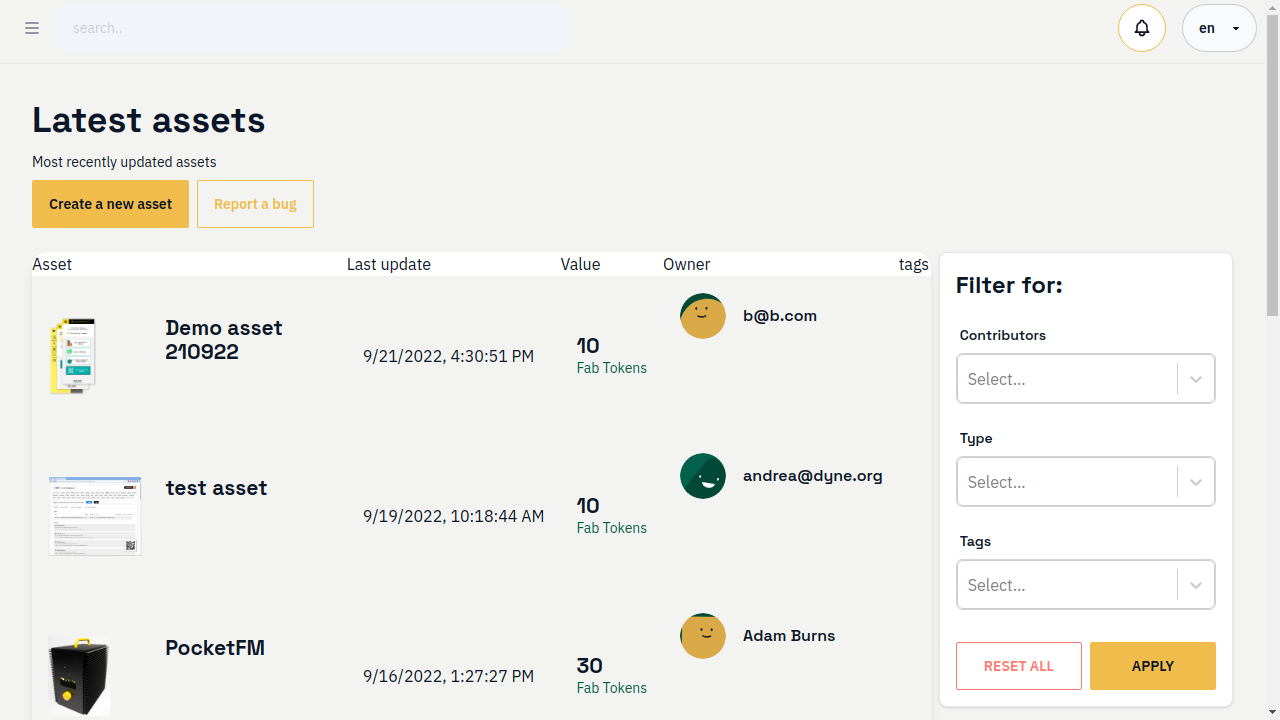 search..
en
Latest assets
Most recently updated assets
Create a new asset
Report a bug
Asset
Last update
Value
Owner
tags
Demo asset
210922
9/21/2022, 4:30:51 PM
10
Fab Tokens
b@b.com
test asset
9/19/2022, 10:18:44 AM
10
Fab Tokens
andrea@dyne.org
PocketFM
9/16/2022, 1:27:27 PM
30
Fab Tokens
Adam Burns
Filter for:
Contributors
Select...
Type
Select...
Tags
Select...
RESET ALL
APPLY